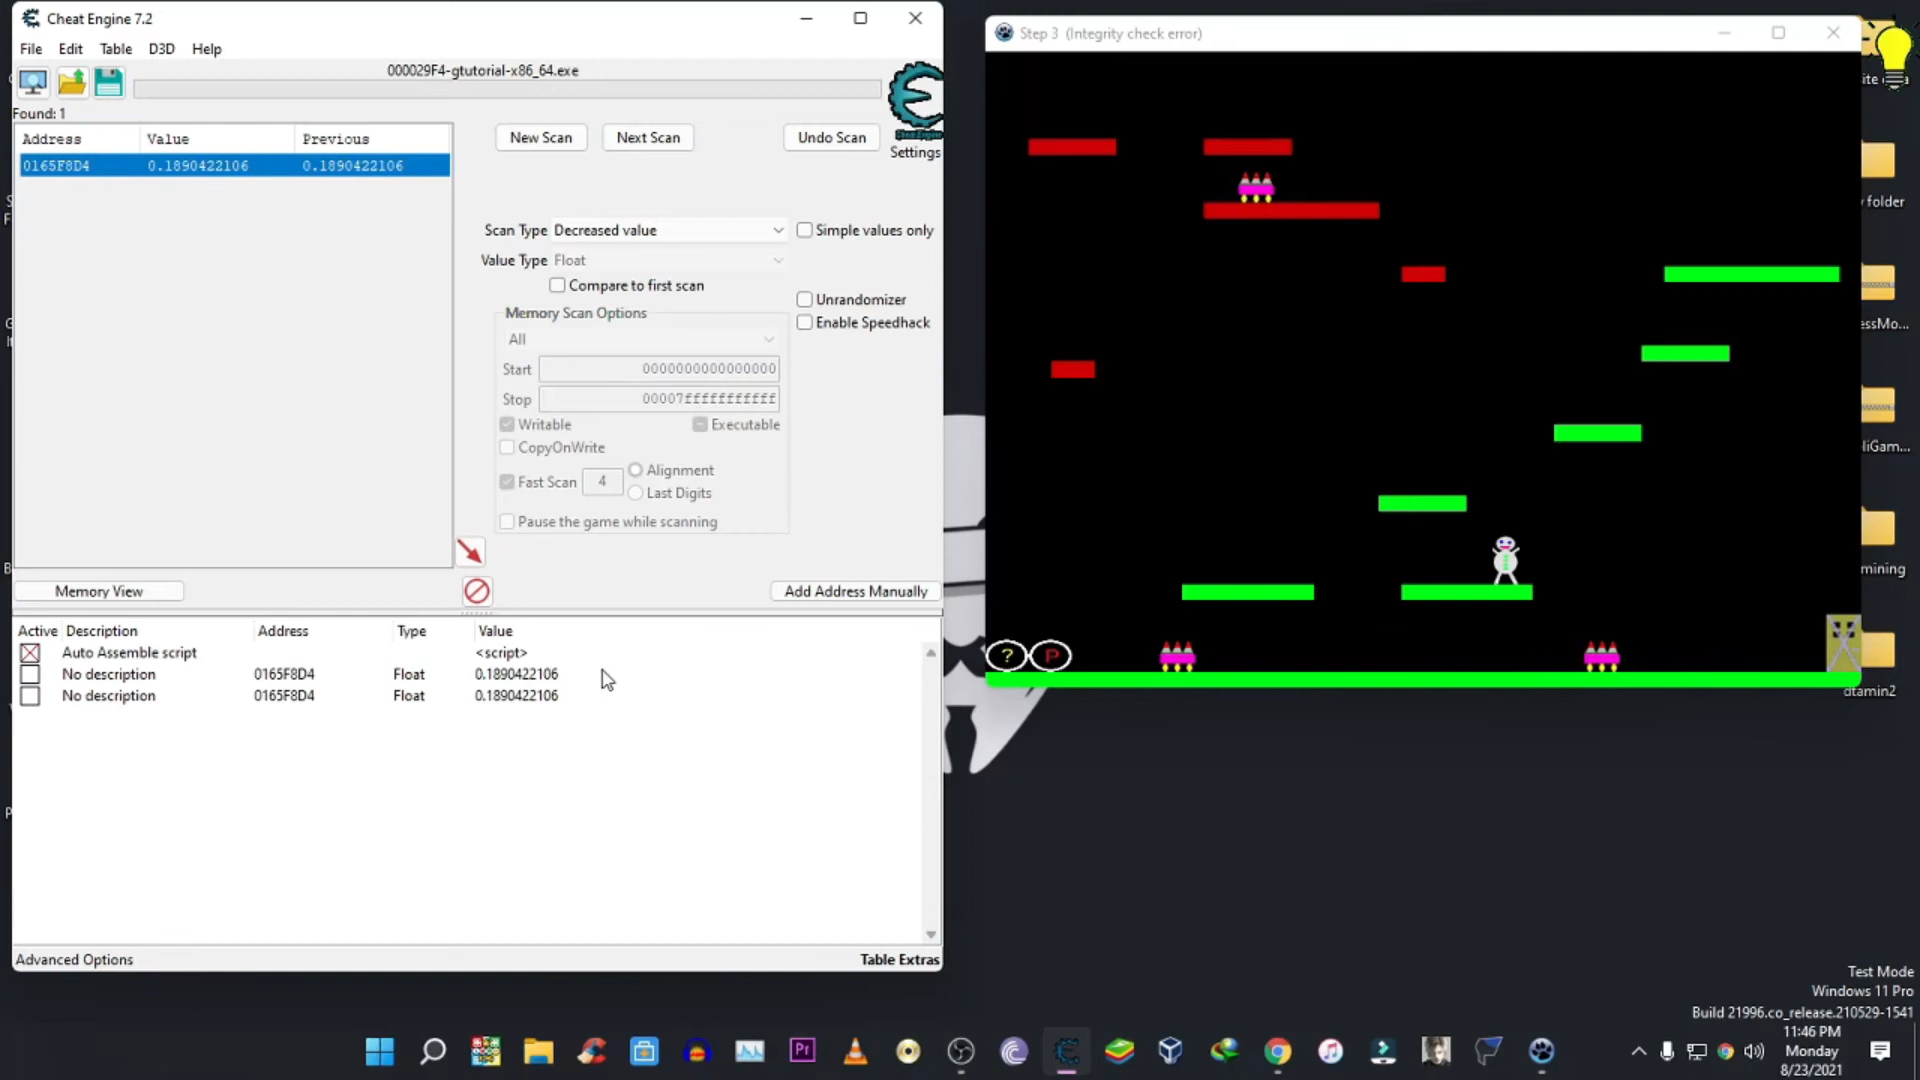 Cheat Engine 7.2
File Edit Table D3D Help
000029F4-gtutorial-x86_64.exe
Found: 1
Address Value Previous
0165F8D4 0.1890422106 0.1890422106
New Scan Next Scan Undo Scan
Settings
Scan Type Decreased value
Simple values only
Value Type Float
Compare to first scan
Unrandomizer
Enable Speedhack
Memory Scan Options
All
Start 0000000000000000
Stop 00007fffffffffff
Writable Executable
CopyOnWrite
Fast Scan 4 Alignment
Last Digits
Pause the game while scanning
Memory View
Add Address Manually
Active Description Address Type Value
Auto Assemble script <script>
No description 0165F8D4 Float 0.1890422106
No description 0165F8D4 Float 0.1890422106
Advanced Options Table Extras
Step 3 (Integrity check error)
? P
folder
essMo...
liGam...
mining
dtamin2
Test Mode
Windows 11 Pro
Build 21996.co_release.210529-1541
Pr
11:46 PM
Monday
8/23/2021